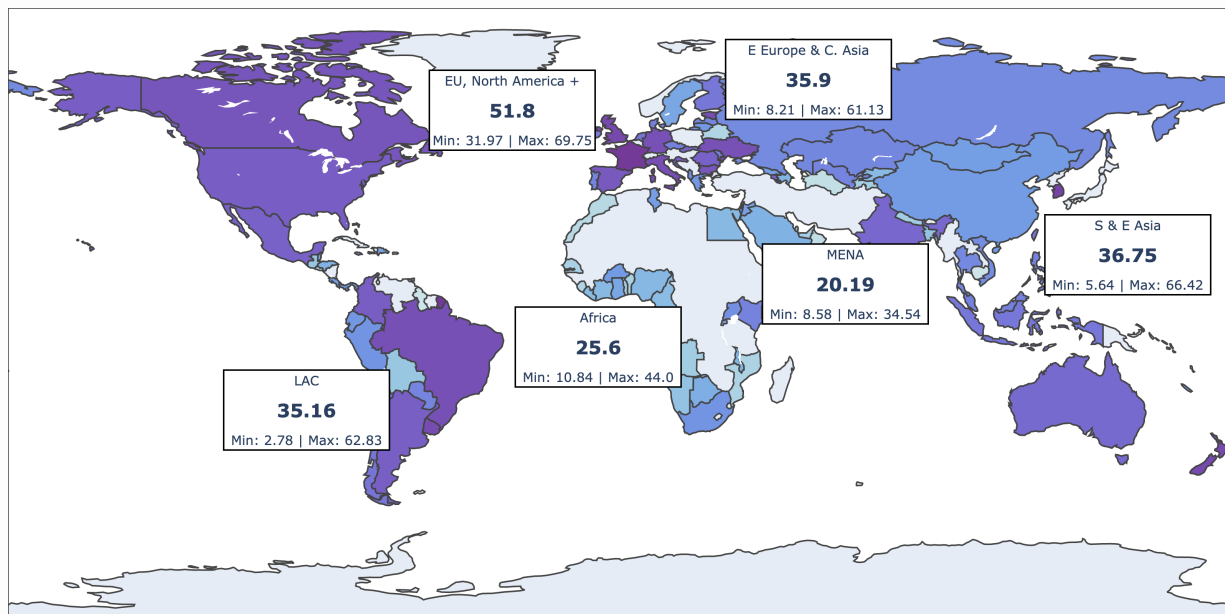 E Europe & C. Asia
35.9
Min: 8.21 | Max: 61.13
EU, North America +
51.8
Min: 31.97 | Max: 69.75
S & E Asia
36.75
Min: 5.64 | Max: 66.42
MENA
20.19
Min: 8.58 | Max: 34.54
Africa
25.6
Min: 10.84 | Max: 44.0
LAC
35.16
Min: 2.78 | Max: 62.83